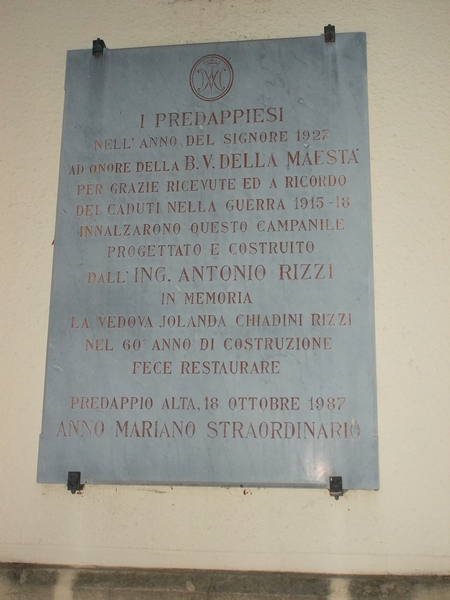 I PREDAPPIESI
NELL'ANNO DEL SIGNORE 1927
AD ONORE DELLA B.V. DELLA MAESTA'
PER GRAZIE RICEVUTE ED A RICORDO
DEI CADUTI NELLA GUERRA 1915-18
INNALZARONO QUESTO CAMPANILE
PROGETTATO E COSTRUITO
DALL'ING. ANTONIO RIZZI
IN MEMORIA
LA VEDOVA JOLANDA CHIADINI RIZZI
NEL 60° ANNO DI COSTRUZIONE
FECE RESTAURARE
PREDAPPIO ALTA, 18 OTTOBRE 1987
ANNO MARIANO STRAORDINARIO